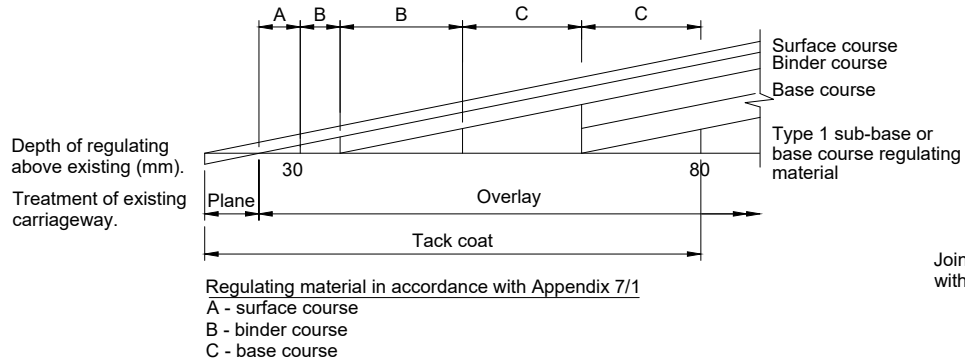 A B B C C
Surface course
Binder course
Base course
Type 1 sub-base or
base course regulating
material
Depth of regulating
above existing (mm).
30 80
Treatment of existing
carriageway.
Plane Overlay
Tack coat
Join
with
Regulating material in accordance with Appendix 7/1
A - surface course
B - binder course
C - base course